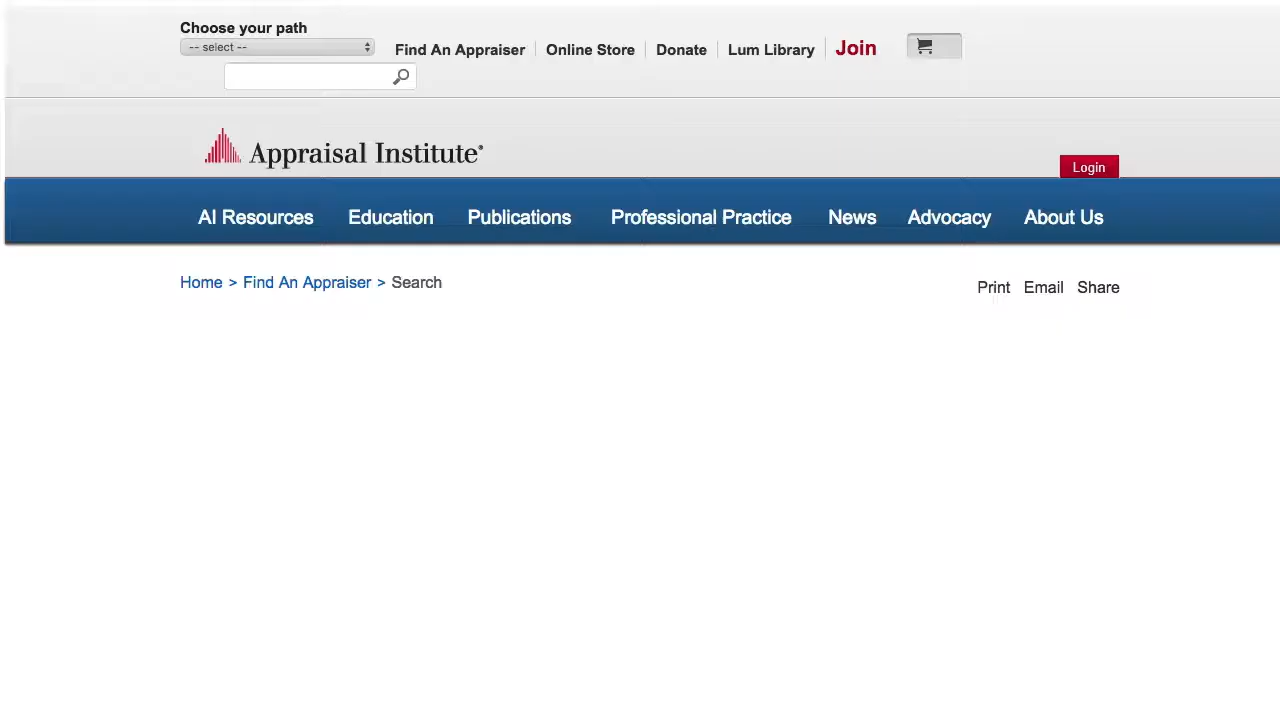 Choose your path
-- select --
Find An Appraiser
Online Store
Donate
Lum Library
Join
Appraisal Institute®
Login
AI Resources
Education
Publications
Professional Practice
News
Advocacy
About Us
Home > Find An Appraiser > Search
Print Email Share